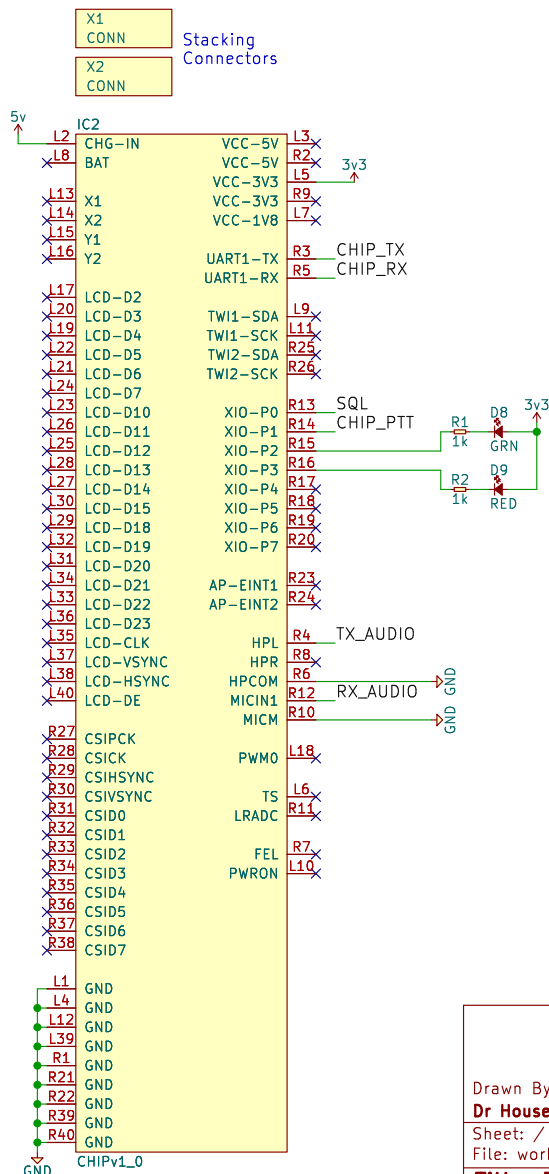 X1
CONN
X2
CONN
Stacking
Connectors
5v
IC2
L2 CHG-IN VCC-5V L3
L8 BAT VCC-5V R2
VCC-3V3 L5 3v3
L13 X1 VCC-3V3 R9
L14 X2 VCC-1V8 L7
L15 Y1
L16 Y2 UART1-TX R3 CHIP_TX
UART1-RX R5 CHIP_RX
L17 LCD-D2
L20 LCD-D3 TWI1-SDA L9
L19 LCD-D4 TWI1-SCK L11
L22 LCD-D5 TWI2-SDA R25
L21 LCD-D6 TWI2-SCK R26
L24 LCD-D7
L23 LCD-D10 XIO-P0 R13 SQL
L26 LCD-D11 XIO-P1 R14 CHIP_PTT
L25 LCD-D12 XIO-P2 R15
L28 LCD-D13 XIO-P3 R16
L27 LCD-D14 XIO-P4 R17
L30 LCD-D15 XIO-P5 R18
L29 LCD-D18 XIO-P6 R19
L32 LCD-D19 XIO-P7 R20
L31 LCD-D20
L34 LCD-D21 AP-EINT1 R23
L33 LCD-D22 AP-EINT2 R24
L36 LCD-D23
L35 LCD-CLK HPL R4 TX_AUDIO
L37 LCD-VSYNC HPR R8
L38 LCD-HSYNC HPCOM R6 GND
L40 LCD-DE MICIN1 R12 RX_AUDIO
MICM R10 GND
R27 CSIPCK
R28 CSICK PWM0 L18
R29 CSIHSYNC
R30 CSIVSYNC TS L6
R31 CSID0 LRADC R11
R32 CSID1
R33 CSID2 FEL R7
R34 CSID3 PWRON L10
R35 CSID4
R36 CSID5
R37 CSID6
R38 CSID7
L1 GND
L4 GND
L12 GND
L39 GND
R1 GND
R21 GND
R22 GND
R39 GND
R40 GND
CHIPv1_0
GND
3v3
R1 D8
1k GRN
R2 D9
1k RED
Drawn By
Dr House
Sheet: /
File: worl